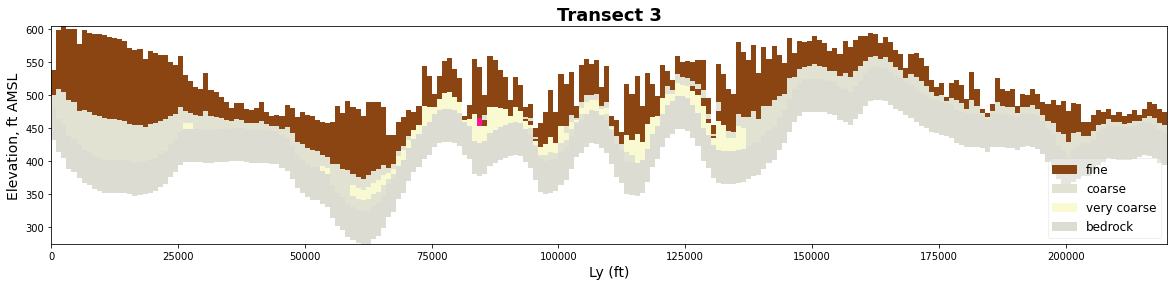 Transect 3
Elevation, ft AMSL
600
550
500
450
400
350
300
fine
coarse
very coarse
bedrock
0 25000 50000 75000 100000 125000 150000 175000 200000
Ly (ft)